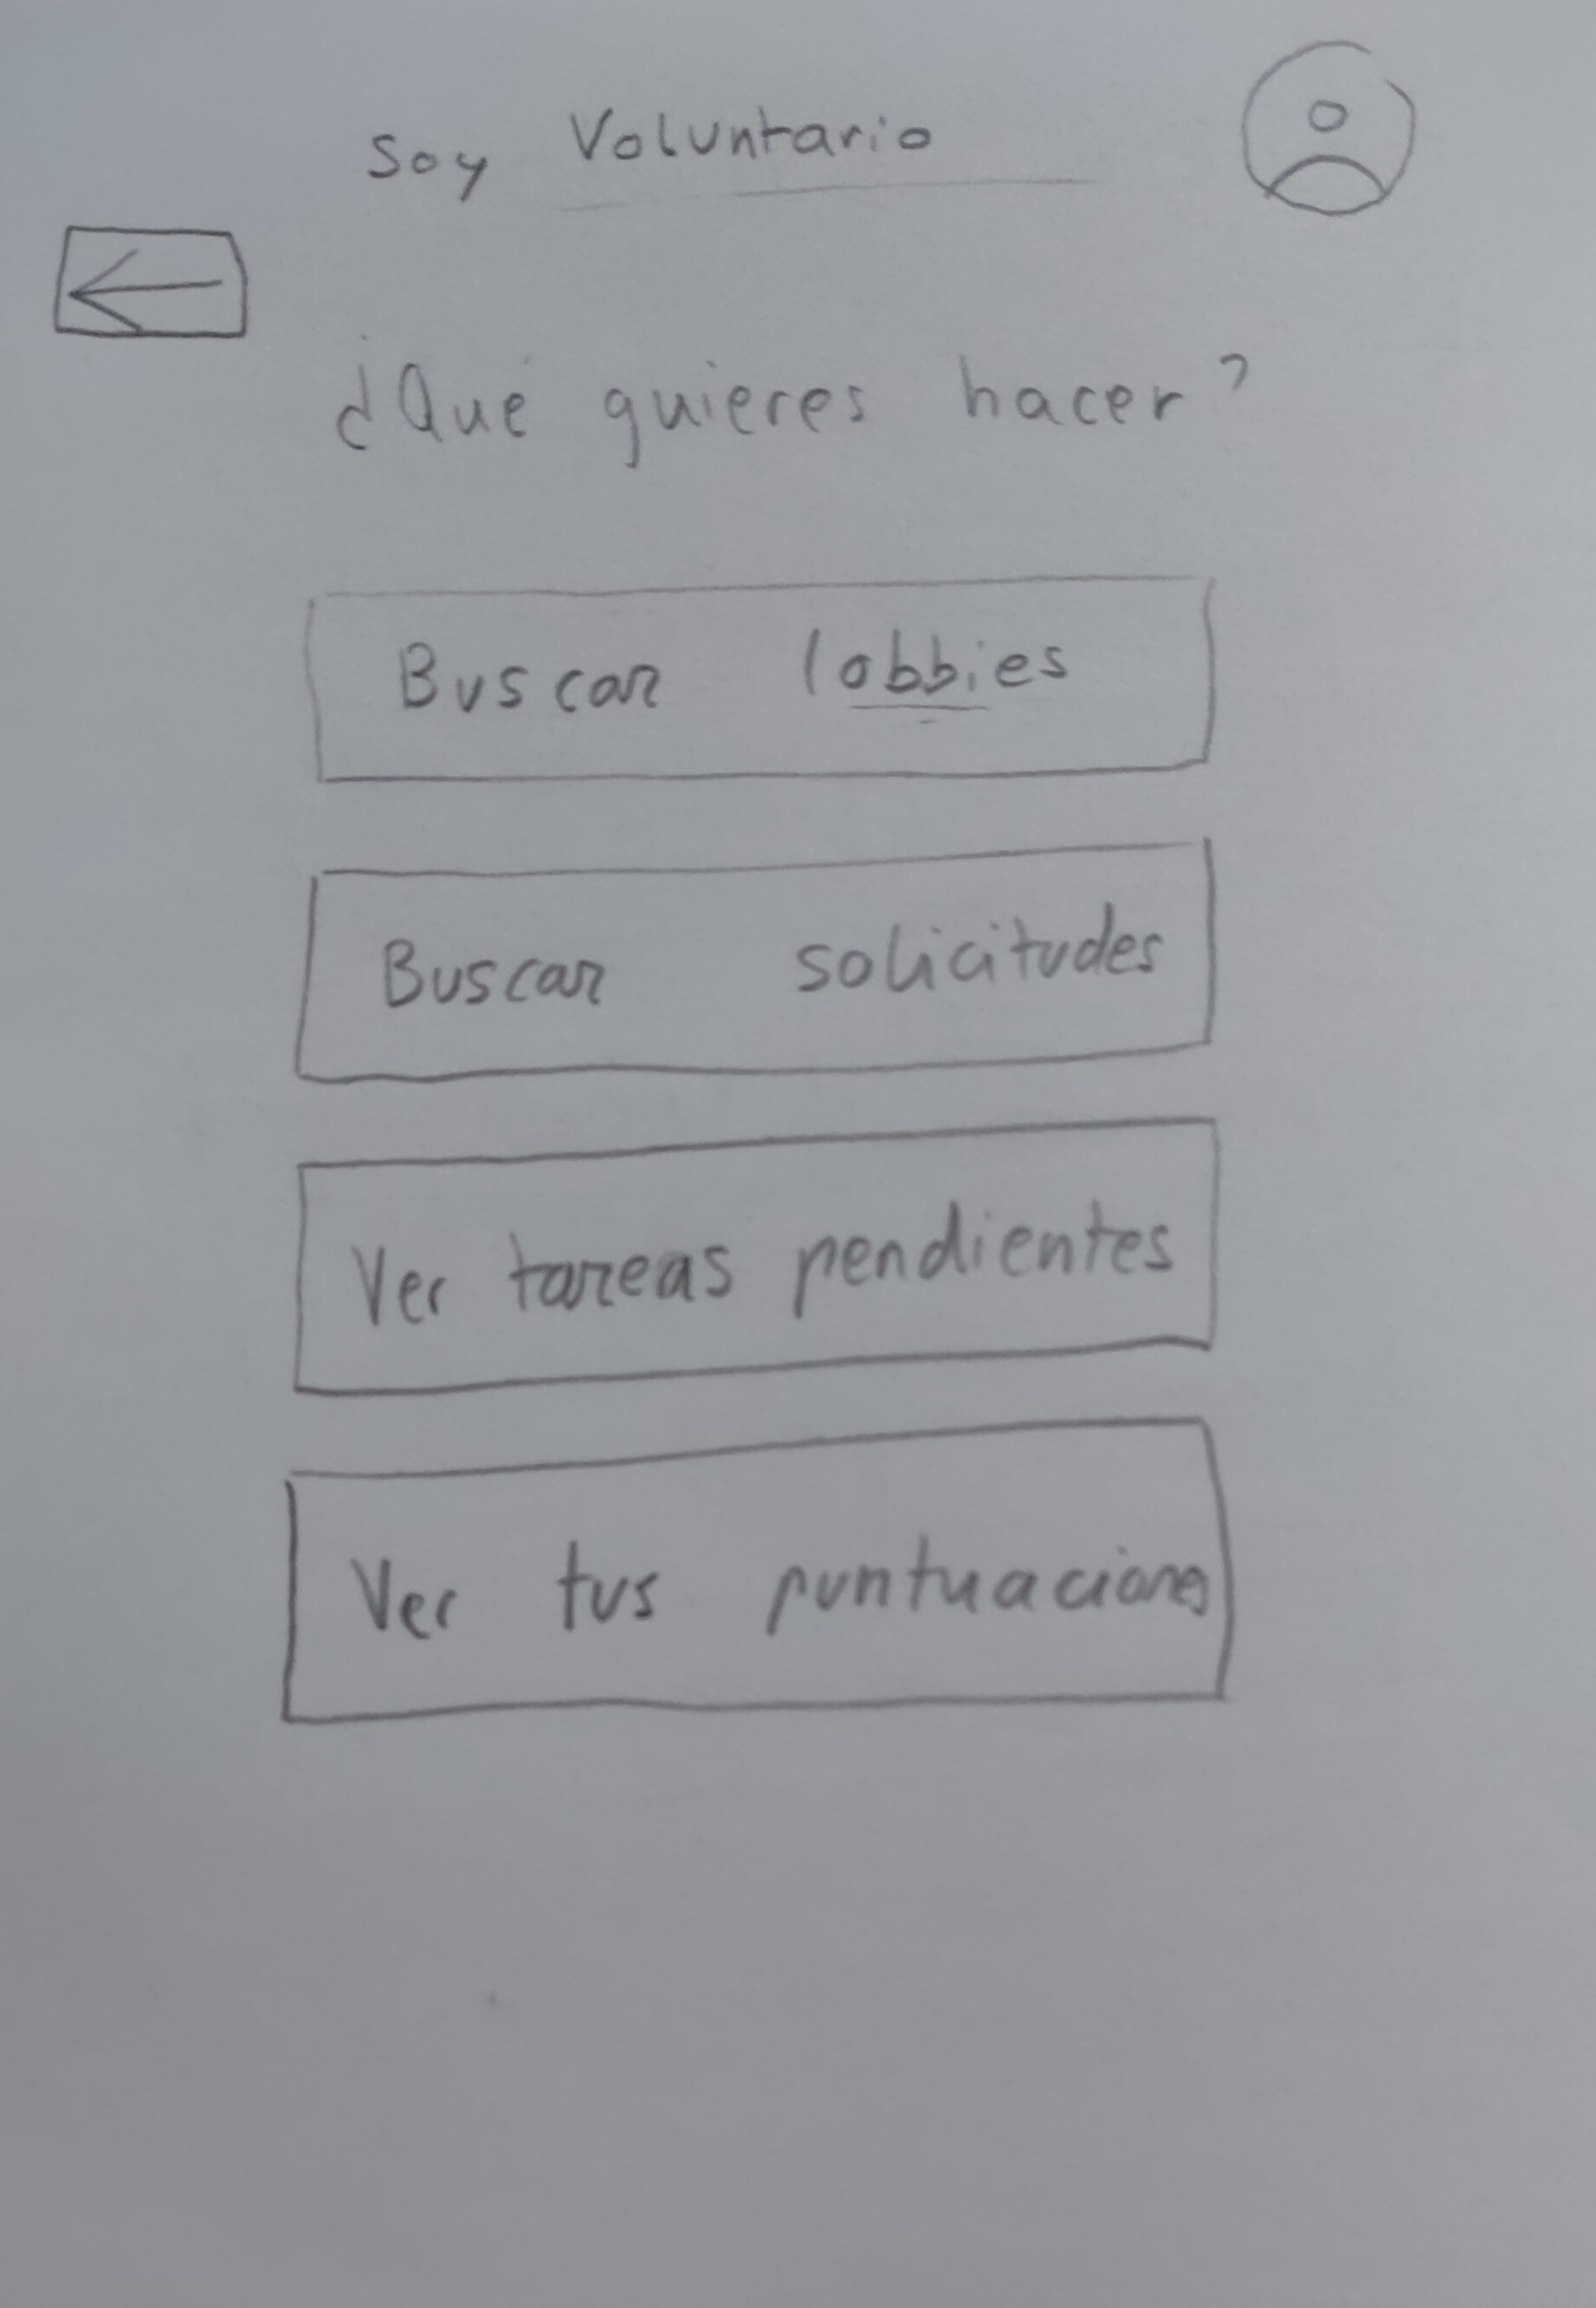 Soy Voluntario
¿Qué quieres hacer?
Buscar lobbies
Buscar solicitudes
Ver tareas pendientes
Ver tus puntuaciones